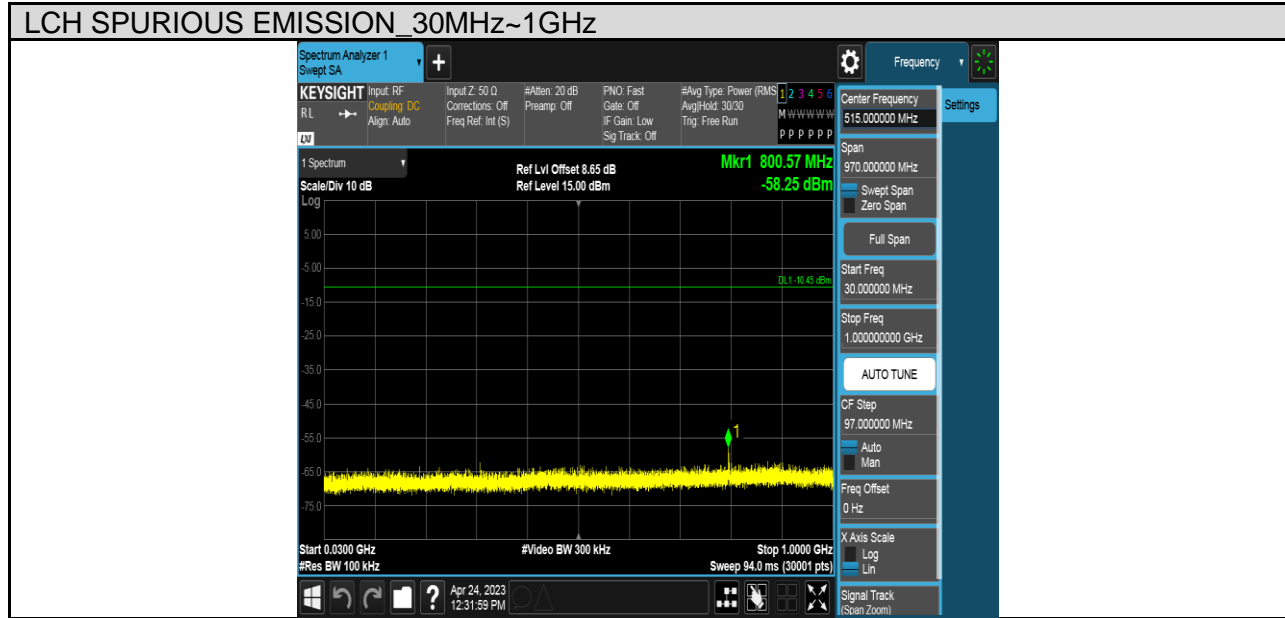 LCH SPURIOUS EMISSION_30MHz~1GHz
Spectrum Analyzer 1
Swept SA
+
Frequency
KEYSIGHT
RL
LXI
Input: RF
Coupling: DC
Align: Auto
Input Z: 50 Ω
Corrections: Off
Freq Ref: Int (S)
#Atten: 20 dB
Preamp: Off
PNO: Fast
Gate: Off
IF Gain: Low
Sig Track: Off
#Avg Type: Power (RMS
Avg|Hold: 30/30
Trig: Free Run
1 2 3 4 5 6
M W W W W W
P P P P P P
Center Frequency
515.000000 MHz
Settings
1 Spectrum
Scale/Div 10 dB
Log
Ref Lvl Offset 8.65 dB
Ref Level 15.00 dBm
Mkr1 800.57 MHz
-58.25 dBm
Span
970.000000 MHz
Swept Span
Zero Span
Full Span
Start Freq
30.000000 MHz
Stop Freq
1.000000000 GHz
AUTO TUNE
CF Step
97.000000 MHz
Auto
Man
Freq Offset
0 Hz
X Axis Scale
Log
Lin
Signal Track
(Span Zoom)
5.00
-5.00
DL1 -10.45 dBm
-15.0
-25.0
-35.0
-45.0
1
-55.0
-65.0
-75.0
Start 0.0300 GHz
#Res BW 100 kHz
#Video BW 300 kHz
Stop 1.0000 GHz
Sweep 94.0 ms (30001 pts)
?
Apr 24, 2023
12:31:59 PM